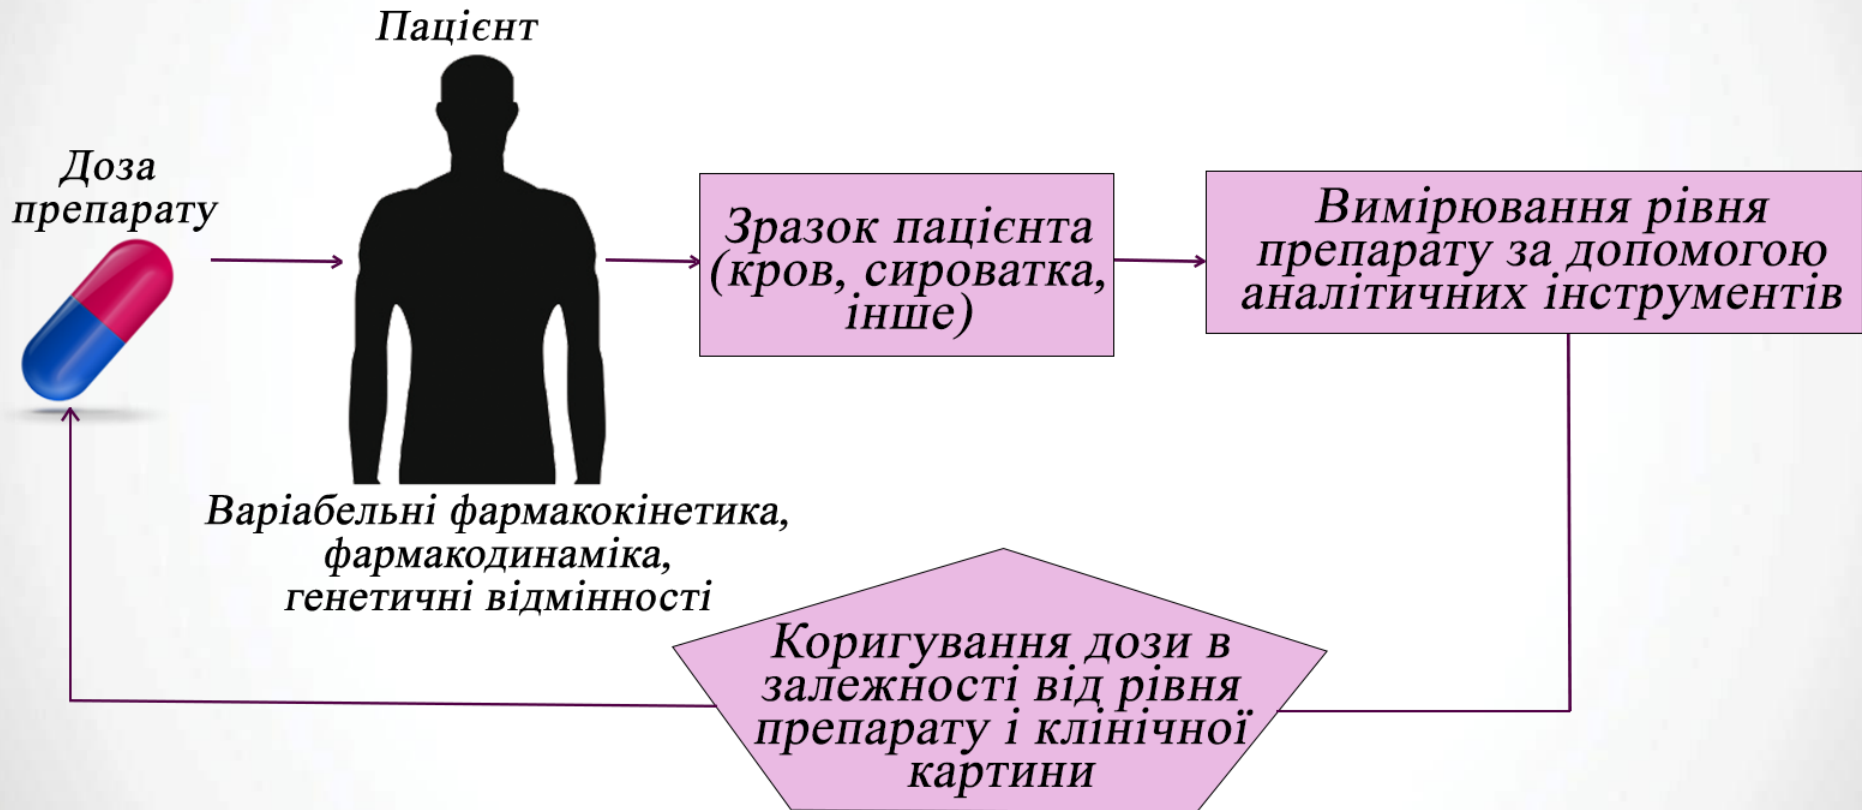 Пацієнт
Доза
препарату
Варіабельні фармакокінетика,
фармакодинаміка,
генетичні відмінності
Зразок пацієнта
(кров, сироватка,
інше)
Вимірювання рівня
препарату за допомогою
аналітичних інструментів
Коригування дози в
залежності від рівня
препарату і клінічної
картини